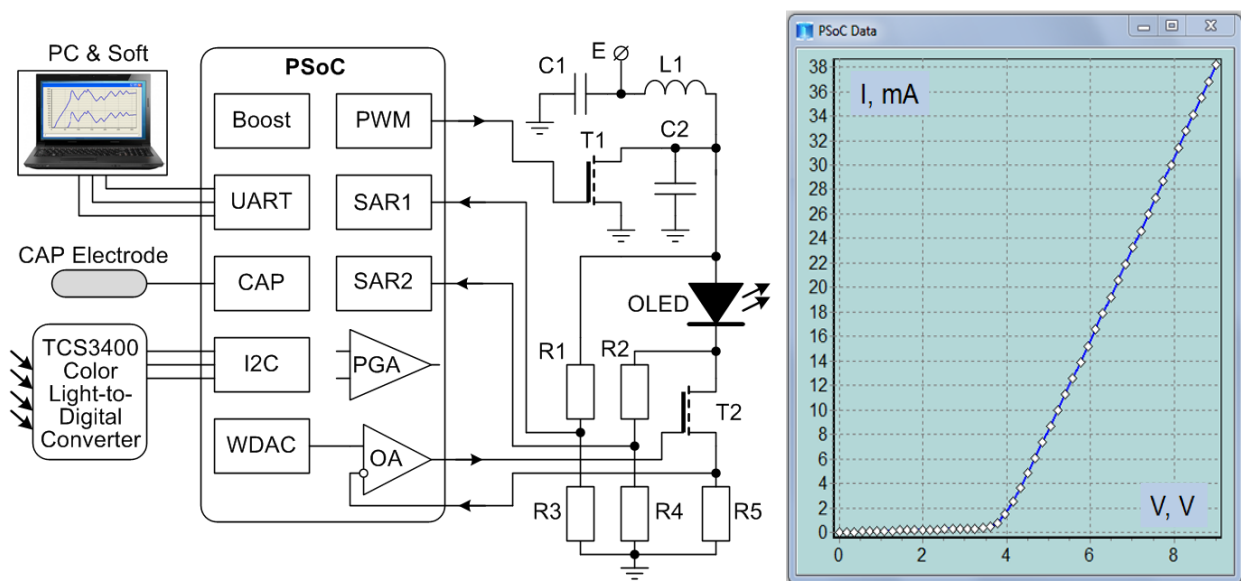 PC & Soft
PSoC
Boost
PWM
UART
SAR1
CAP Electrode
CAP
SAR2
TCS3400
Color
Light-to-
Digital
Converter
I2C
PGA
WDAC
OA
E
C1
L1
T1
C2
OLED
R1
R2
T2
R3
R4
R5
PSoC Data
I, mA
38
36
34
32
30
28
26
24
22
20
18
16
14
12
10
8
6
4
2
0
V, V
0 2 4 6 8